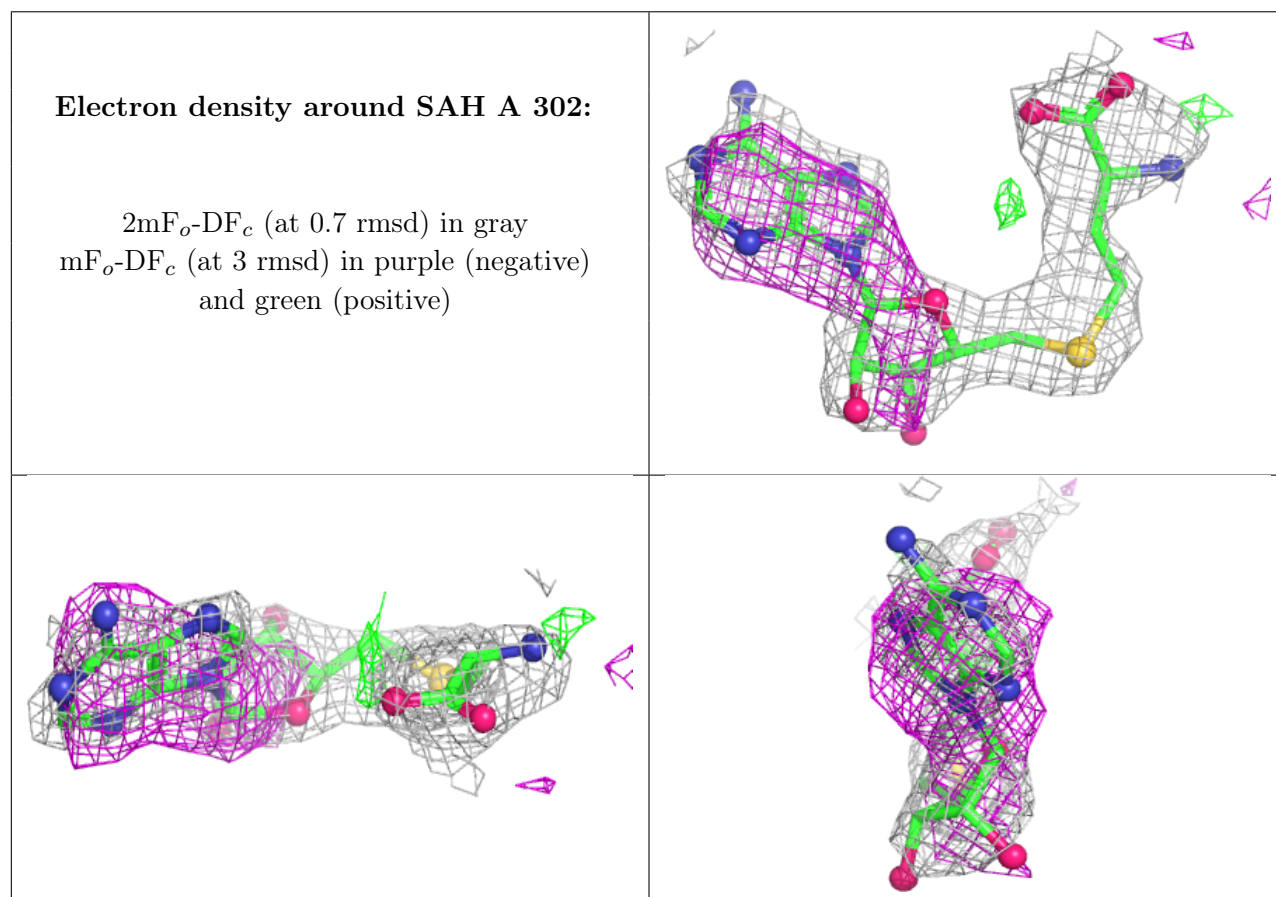 Electron density around SAH A 302:
2mFo-DFc (at 0.7 rmsd) in gray
mFo-DFc (at 3 rmsd) in purple (negative)
and green (positive)